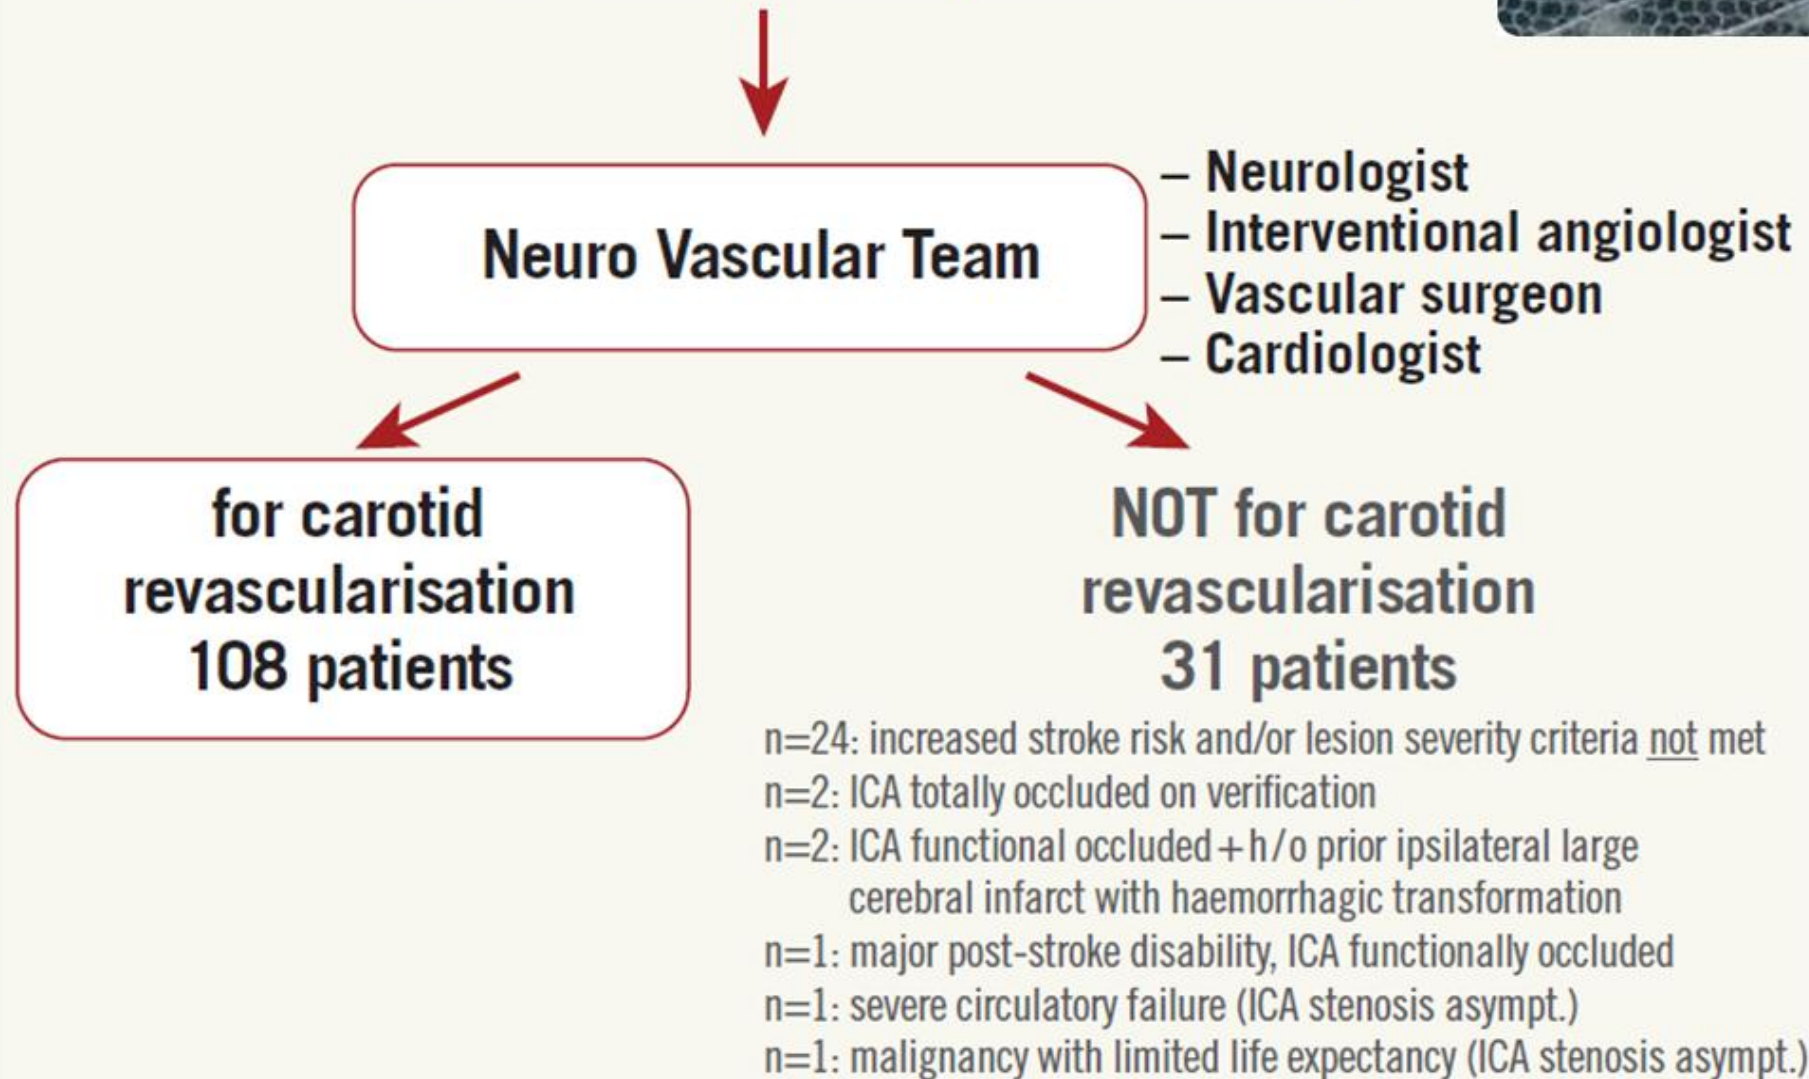 Neuro Vascular Team
– Neurologist
– Interventional angiologist
– Vascular surgeon
– Cardiologist
for carotid
revascularisation
108 patients
NOT for carotid
revascularisation
31 patients
n=24: increased stroke risk and/or lesion severity criteria not met
n=2: ICA totally occluded on verification
n=2: ICA functional occluded+h/o prior ipsilateral large
cerebral infarct with haemorrhagic transformation
n=1: major post-stroke disability, ICA functionally occluded
n=1: severe circulatory failure (ICA stenosis asympt.)
n=1: malignancy with limited life expectancy (ICA stenosis asympt.)